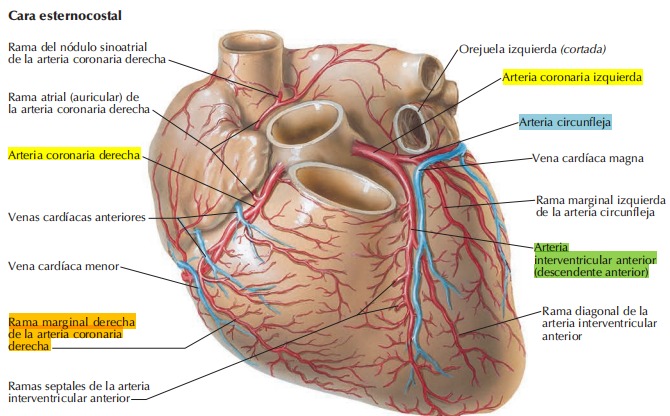 Cara esternocostal
Rama del nódulo sinoatrial
de la arteria coronaria derecha
Rama atrial (auricular) de
la arteria coronaria derecha
Arteria coronaria derecha
Venas cardíacas anteriores
Vena cardíaca menor
Rama marginal derecha
de la arteria coronaria
derecha
Ramas septales de la arteria
interventricular anterior
Orejuela izquierda (cortada)
Arteria coronaria izquierda
Arteria circunfleja
Vena cardíaca magna
Rama marginal izquierda
de la arteria circunfleja
Arteria
interventricular anterior
(descendente anterior)
Rama diagonal de la
arteria interventricular
anterior